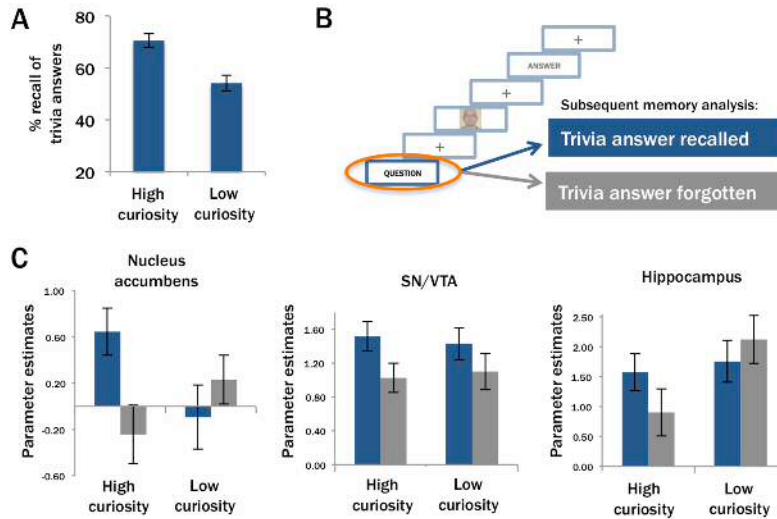 A
80
60
40
20
% recall of
trivia answers
High
curiosity
Low
curiosity
B
+
ANSWER
+
+
QUESTION
Subsequent memory analysis:
Trivia answer recalled
Trivia answer forgotten
C
Nucleus
accumbens
Parameter estimates
1.00
0.60
0.20
-0.20
-0.60
High
curiosity
Low
curiosity
SN/VTA
Parameter estimates
1.60
1.20
0.80
0.40
0.00
High
curiosity
Low
curiosity
Hippocampus
Parameter estimates
2.50
2.00
1.50
1.00
0.50
0.00
High
curiosity
Low
curiosity